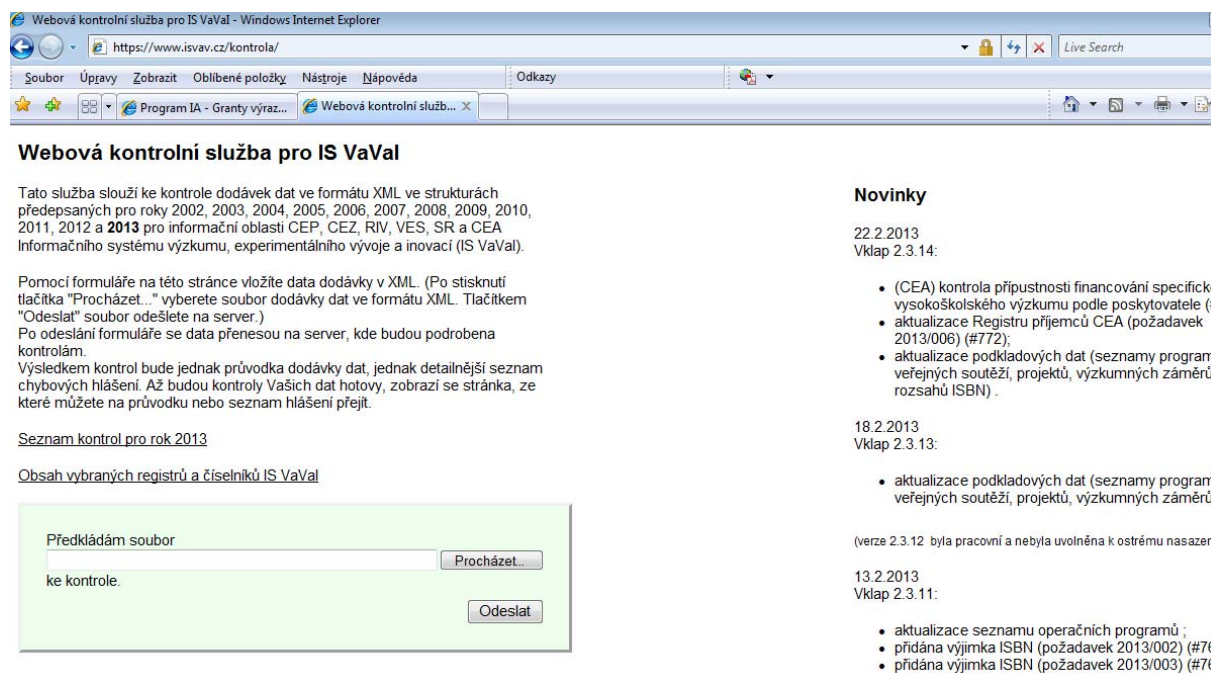 Webová kontrolní služba pro IS VaVaI - Windows Internet Explorer
https://www.isvav.cz/kontrola/
Live Search
Soubor Úpravy Zobrazit Oblíbené položky Nástroje Nápověda
Odkazy
Program IA - Granty výraz...
Webová kontrolní služb...
Webová kontrolní služba pro IS VaVaI
Tato služba slouží ke kontrole dodávek dat ve formátu XML ve strukturách
předepsaných pro roky 2002, 2003, 2004, 2005, 2006, 2007, 2008, 2009, 2010,
2011, 2012 a 2013 pro informační oblasti CEP, CEZ, RIV, VES, SR a CEA
Informačního systému výzkumu, experimentálního vývoje a inovací (IS VaVaI).
Pomocí formuláře na této stránce vložíte data dodávky v XML. (Po stisknutí
tlačítka "Procházet..." vyberete soubor dodávky dat ve formátu XML. Tlačítkem
"Odeslat" soubor odešlete na server.)
Po odeslání formuláře se data přenesou na server, kde budou podrobena
kontrolám.
Výsledkem kontrol bude jednak průvodka dodávky dat, jednak detailnější seznam
chybových hlášení. Až budou kontroly Vašich dat hotovy, zobrazí se stránka, ze
které můžete na průvodku nebo seznam hlášení přejít.
Seznam kontrol pro rok 2013
Obsah vybraných registrů a číselníků IS VaVaI
Předkládám soubor
Procházet...
ke kontrole.
Odeslat
Novinky
22.2.2013
Vklap 2.3.14:
(CEA) kontrola přípustnosti financování
vysokoškolského výzkumu podle poskytovatele
aktualizace Registru příjemců CEA (požadavek
2013/006) (#772);
aktualizace podkladových dat (seznamy
veřejných soutěží, projektů, výzkumných
rozsahů ISBN) .
18.2.2013
Vklap 2.3.13:
aktualizace podkladových dat (seznamy
veřejných soutěží, projektů, výzkumných
(verze 2.3.12 byla pracovní a nebyla uvolněna k ostrému
13.2.2013
Vklap 2.3.11:
aktualizace seznamu operačních programů ;
přidána výjimka ISBN (požadavek 2013/002)
přidána výjimka ISBN (požadavek 2013/003)